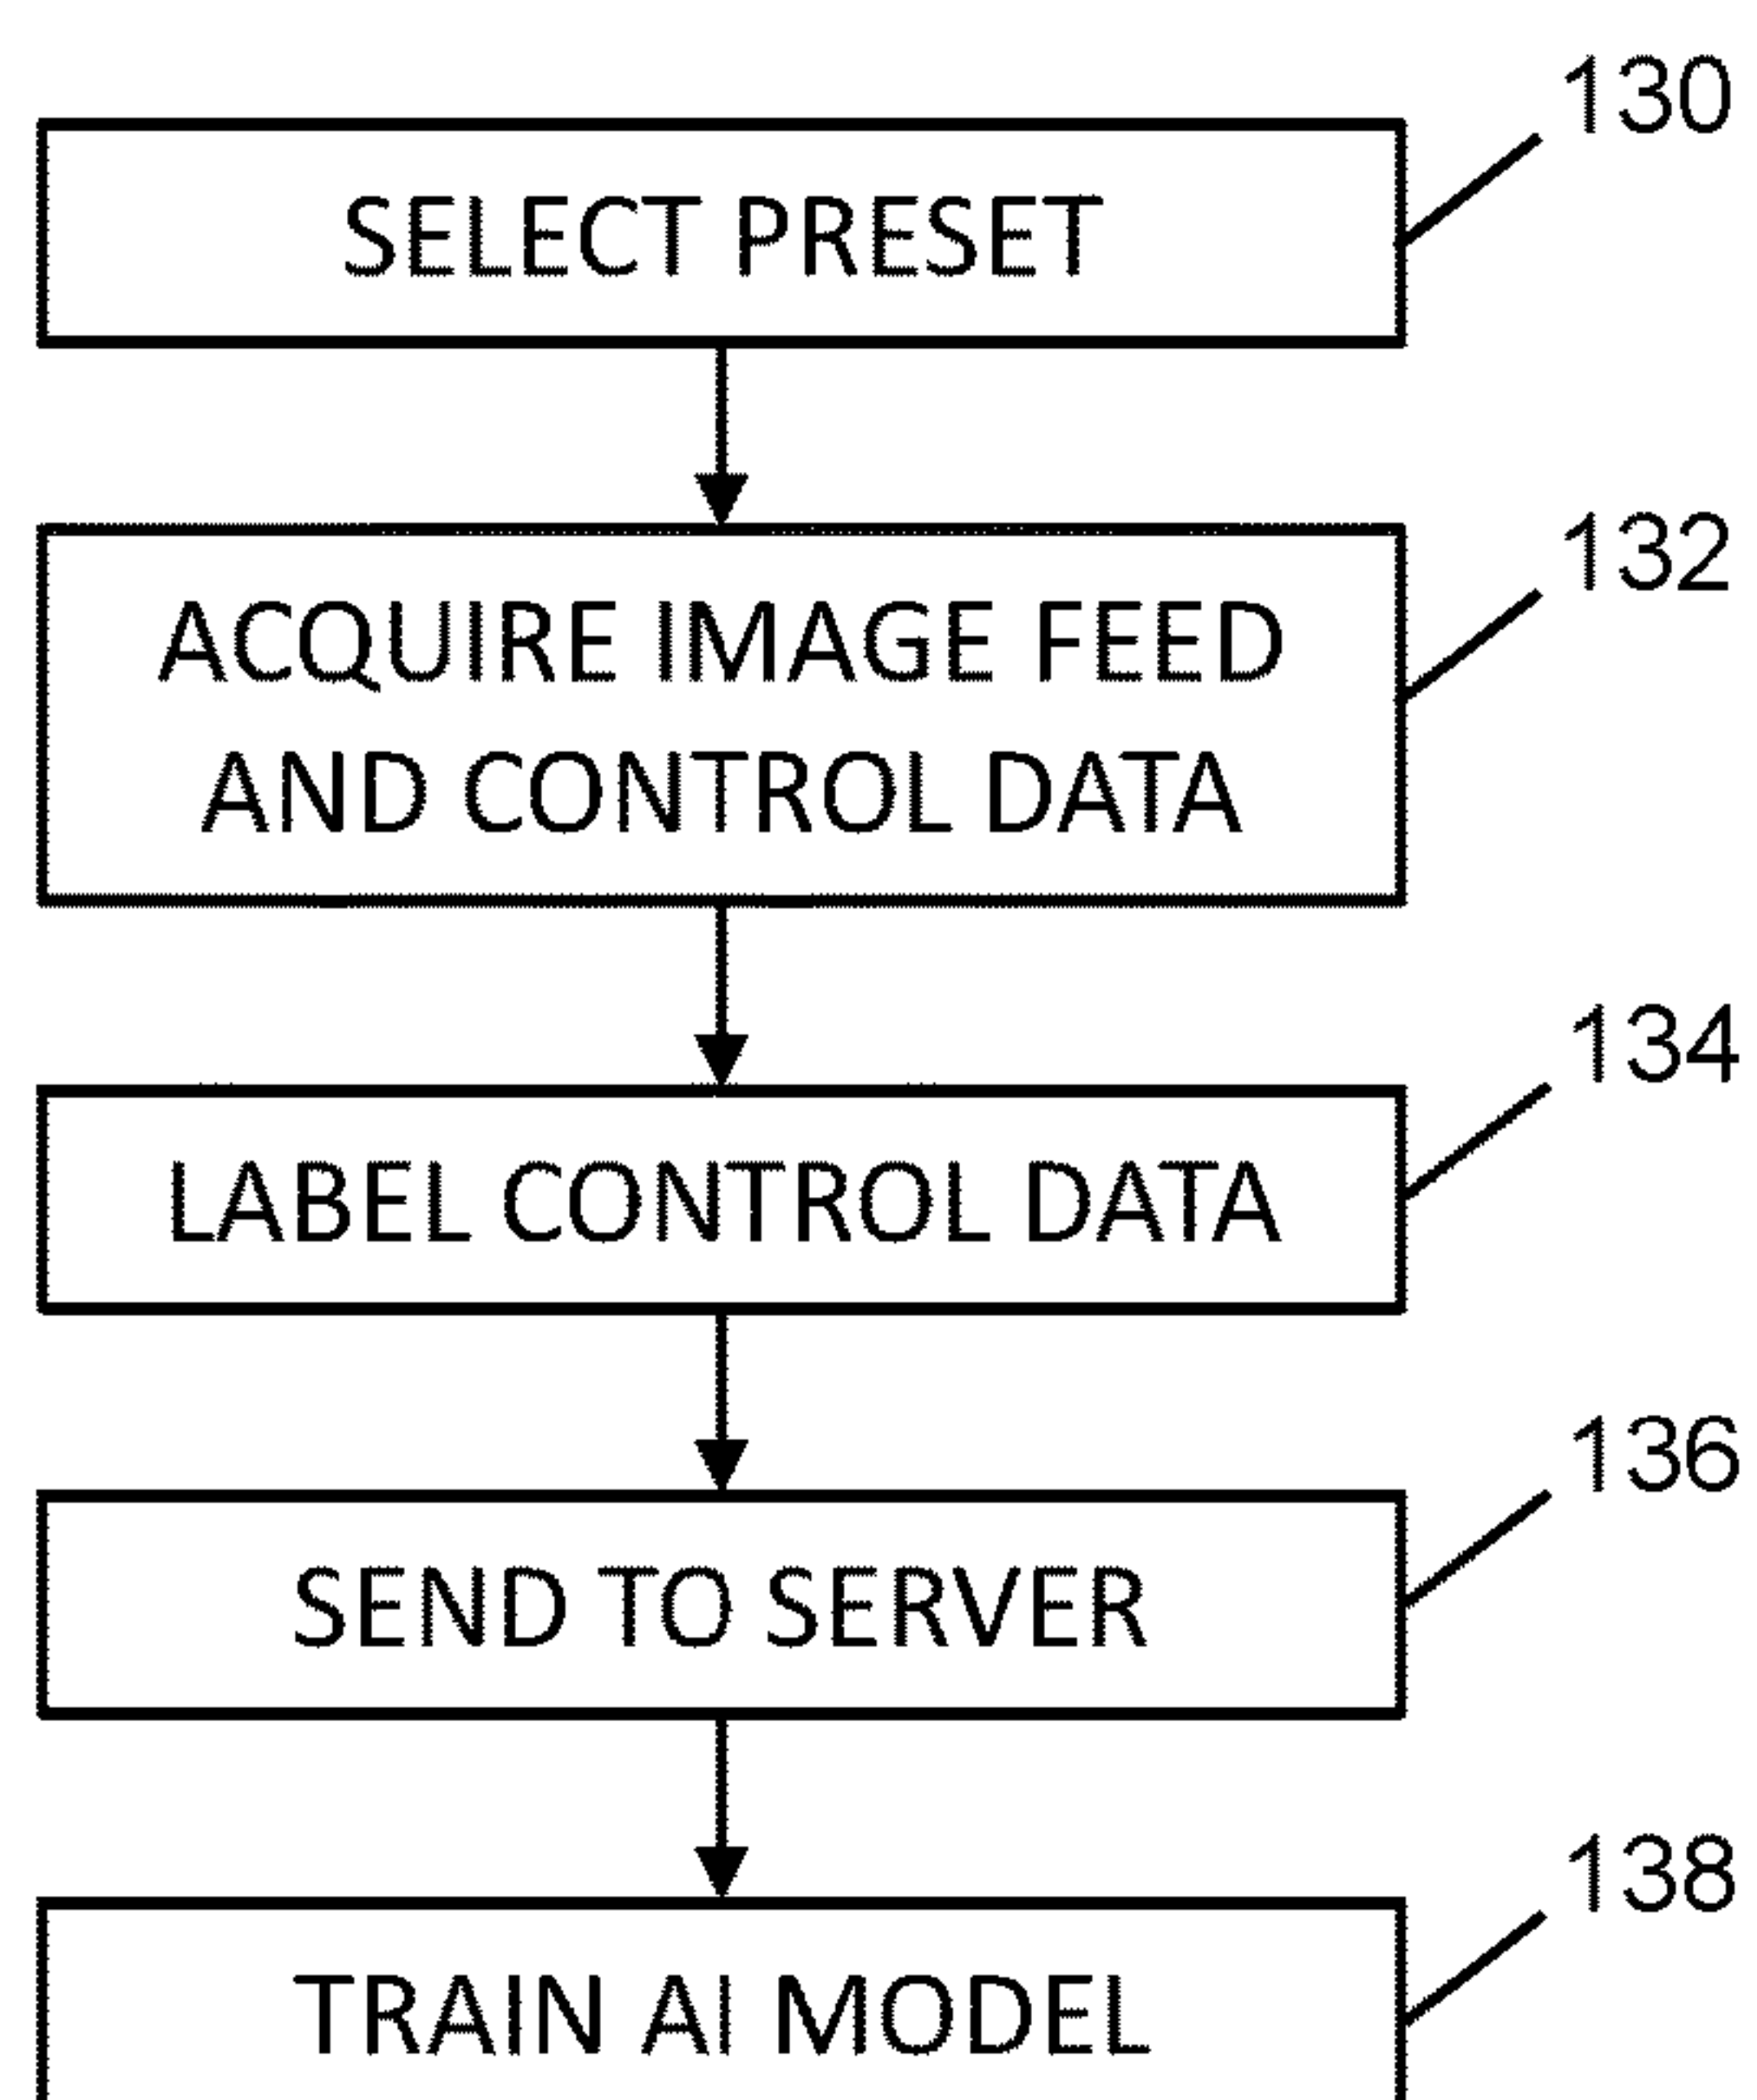 130
SELECT PRESET
132
ACQUIRE IMAGE FEED
AND CONTROL DATA
134
LABEL CONTROL DATA
136
SEND TO SERVER
138
TRAIN AI MODEL